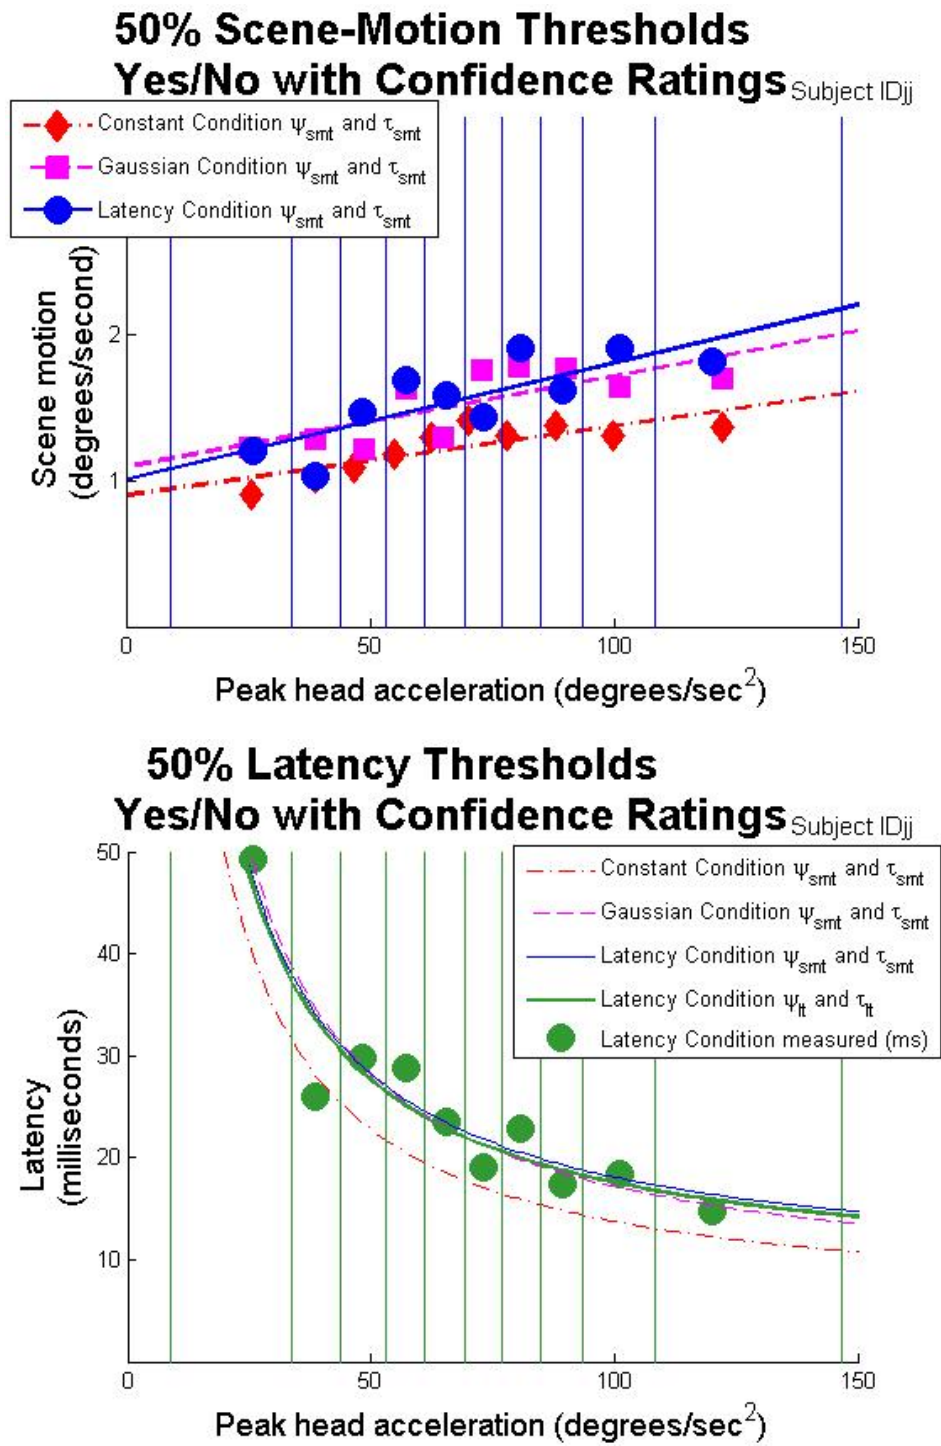 50% Scene-Motion Thresholds
Yes/No with Confidence Ratings Subject IDjj
Constant Condition ψsmt and τsmt
Gaussian Condition ψsmt and τsmt
Latency Condition ψsmt and τsmt
Scene motion
(degrees/second)
2
1
0 50 100 150
Peak head acceleration (degrees/sec²)
50% Latency Thresholds
Yes/No with Confidence Ratings Subject IDjj
Constant Condition ψsmt and τsmt
Gaussian Condition ψsmt and τsmt
Latency Condition ψsmt and τsmt
Latency Condition ψlt and τlt
Latency Condition measured (ms)
Latency
(milliseconds)
50
40
30
20
10
0 50 100 150
Peak head acceleration (degrees/sec²)